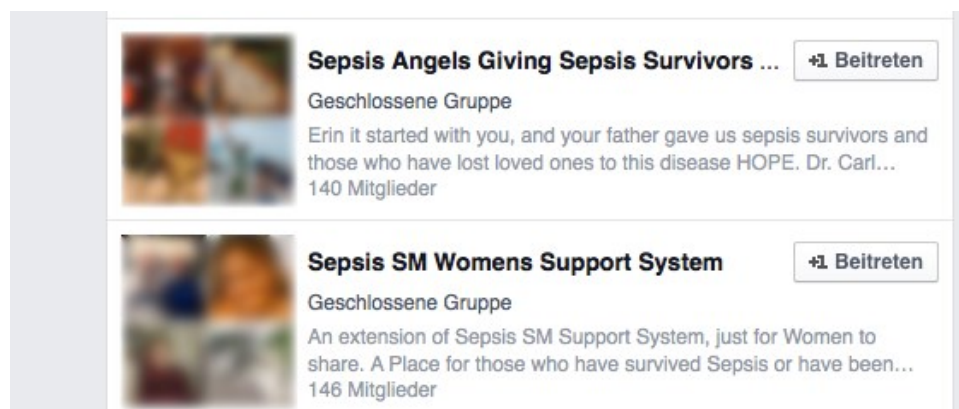 Sepsis Angels Giving Sepsis Survivors ...
+1 Beitreten
Geschlossene Gruppe
Erin it started with you, and your father gave us sepsis survivors and
those who have lost loved ones to this disease HOPE. Dr. Carl...
140 Mitglieder
Sepsis SM Womens Support System
+1 Beitreten
Geschlossene Gruppe
An extension of Sepsis SM Support System, just for Women to
share. A Place for those who have survived Sepsis or have been...
146 Mitglieder